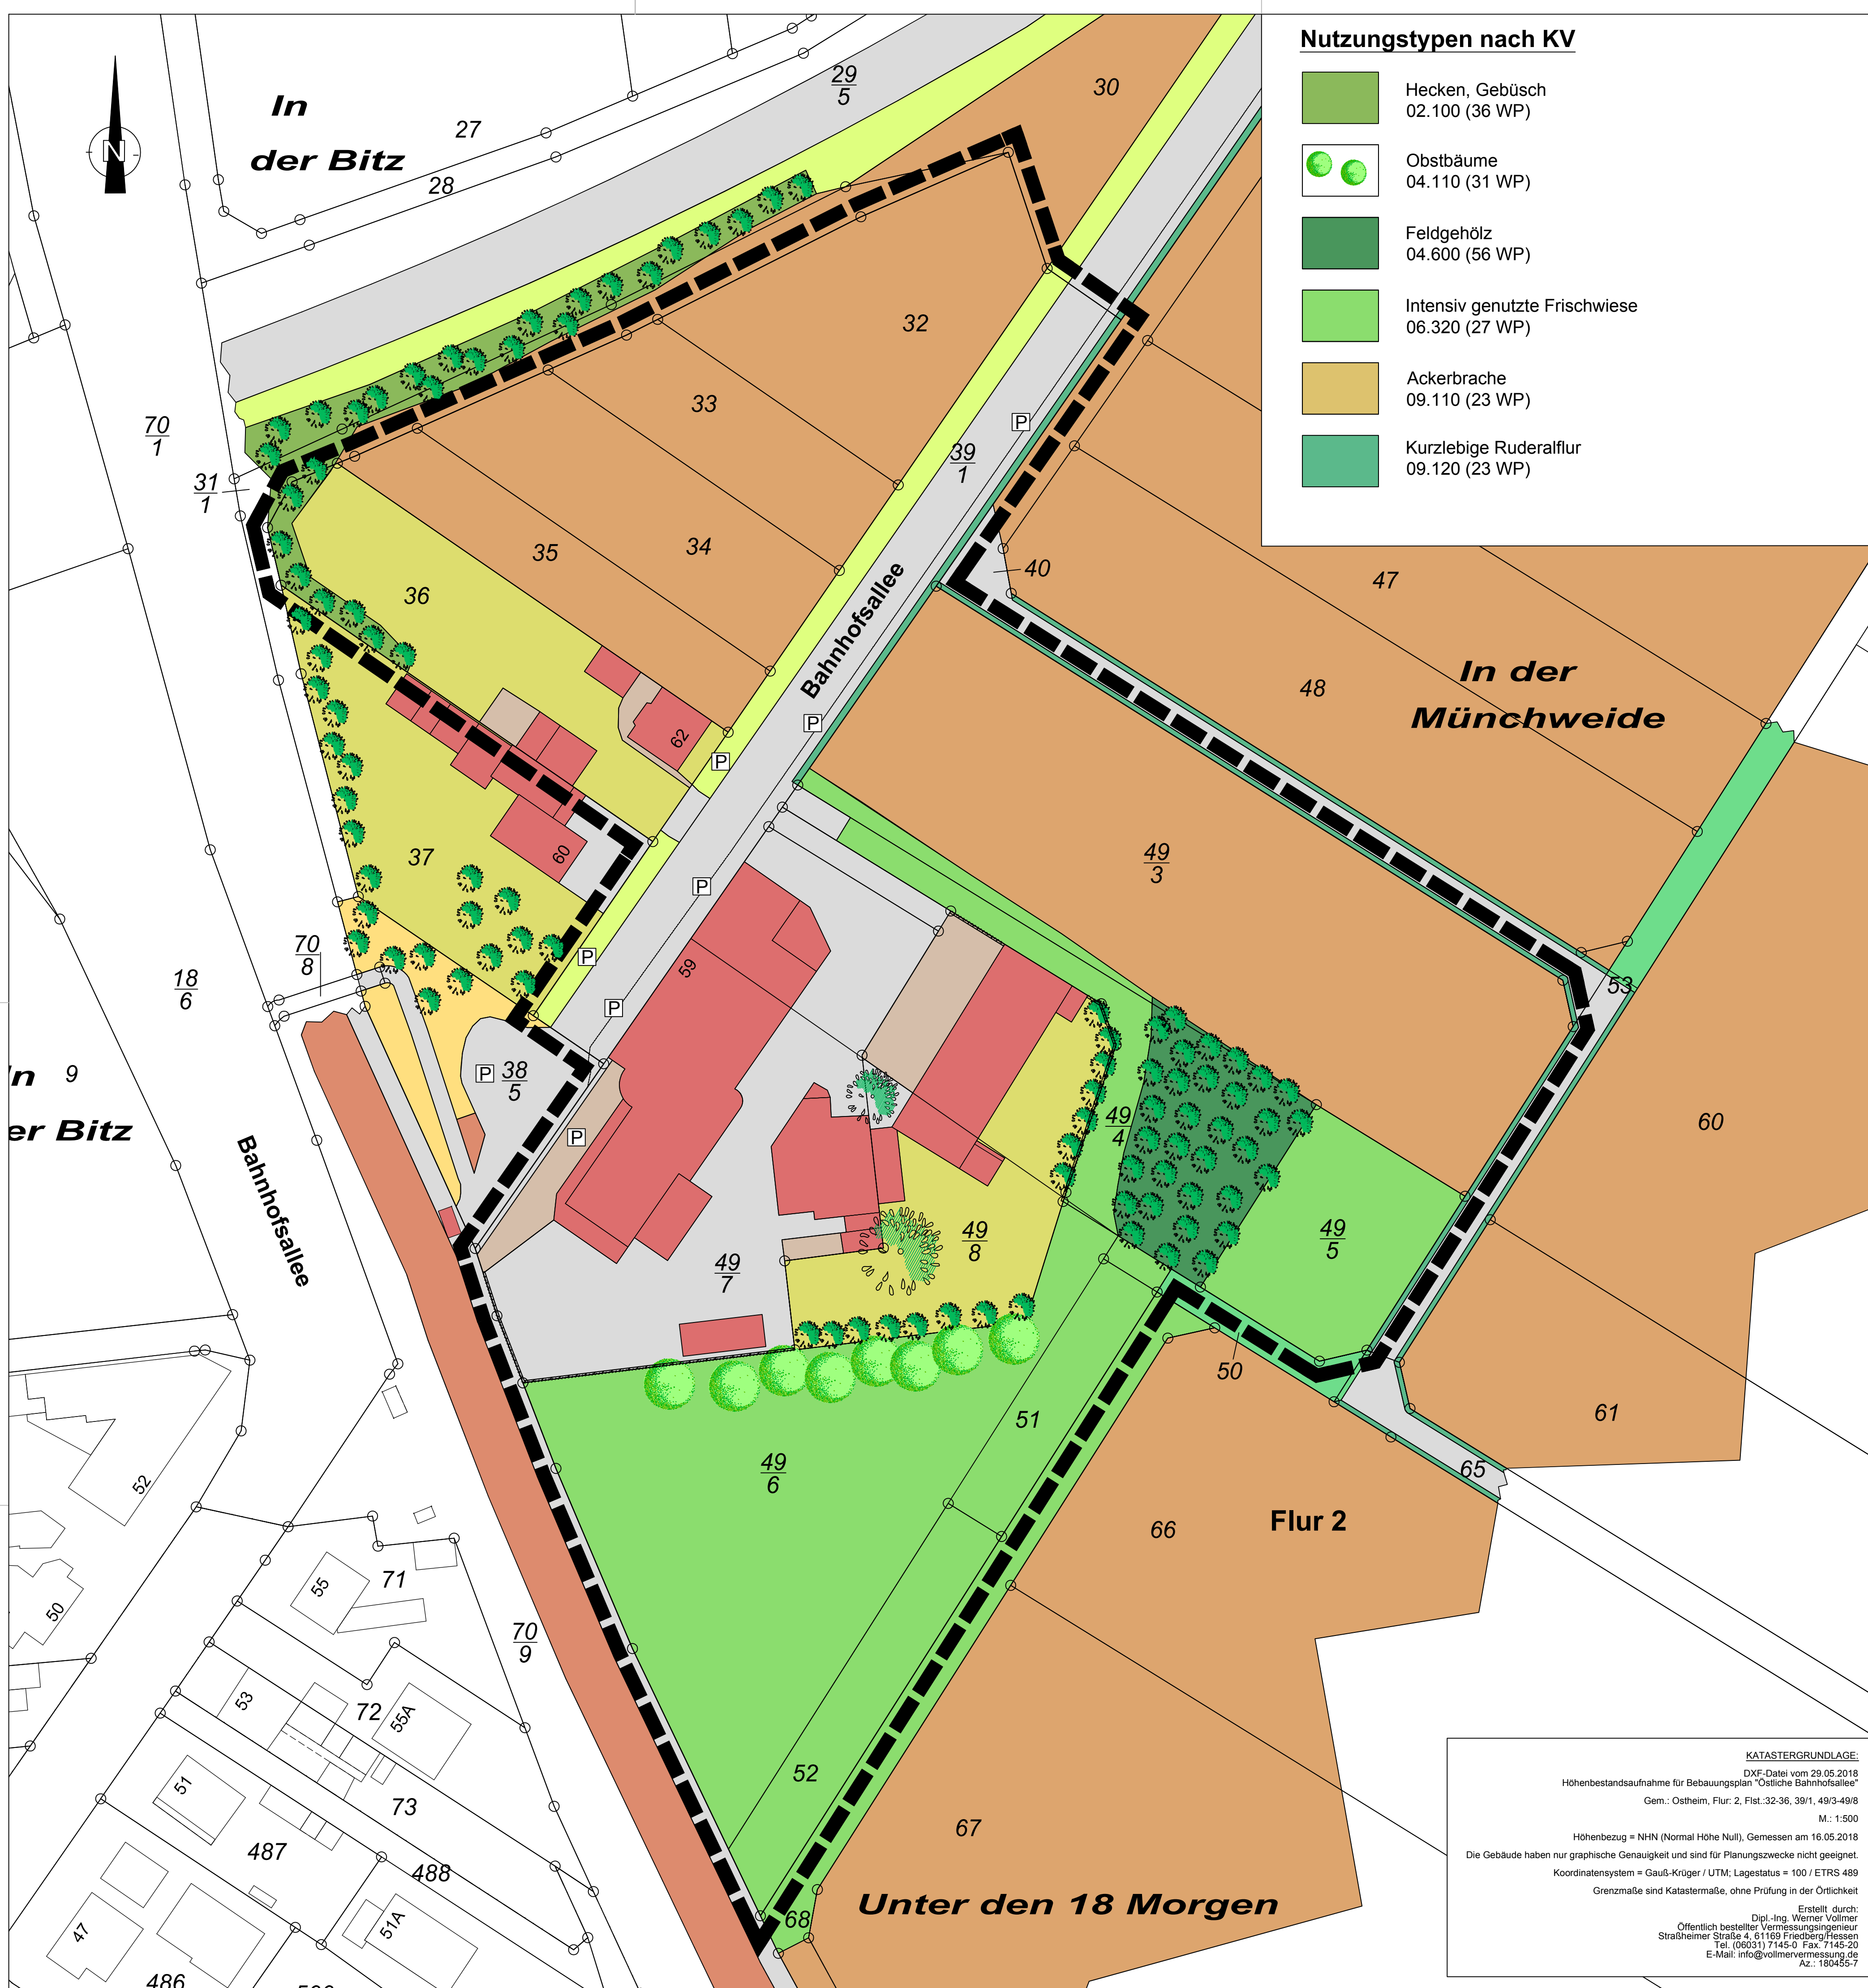 Nutzungstypen nach KV
Hecken, Gebüsch
02.100 (36 WP)
Obstbäume
04.110 (31 WP)
Feldgehölz
04.600 (56 WP)
Intensiv genutzte Frischwiese
06.320 (27 WP)
Ackerbrache
09.110 (23 WP)
Kurzlebige Ruderalflur
09.120 (23 WP)
N
In
der Bitz
27
28
29
5
30
32
33
34
35
36
37
70
1
31
1
39
1
P
40
47
48
In der
Münchweide
Bahnhofsallee
P
62
P
60
P
49
3
53
70
8
18
6
59
P
P
P
38
5
In
9
er Bitz
P
49
4
60
Bahnhofsallee
49
8
49
5
49
7
50
61
51
49
6
65
52
66
Flur 2
50
55
71
70
9
53
72
55A
52
51
73
67
487
488
Unter den 18 Morgen
68
47
51A
486
KATASTERGRUNDLAGE:
DXF-Datei vom 29.05.2018
Höhenbestandsaufnahme für Bebauungsplan "Östliche Bahnhofsallee"
Gem.: Ostheim, Flur: 2, Flst.:32-36, 39/1, 49/3-49/8
M.: 1:500
Höhenbezug = NHN (Normal Höhe Null), Gemessen am 16.05.2018
Die Gebäude haben nur graphische Genauigkeit und sind für Planungszwecke nicht geeignet.
Koordinatensystem = Gauß-Krüger / UTM; Lagestatus = 100 / ETRS 489
Grenzmaße sind Katastermaße, ohne Prüfung in der Örtlichkeit
Erstellt durch:
Dipl.-Ing. Werner Vollmer
Öffentlich bestellter Vermessungsingenieur
Straßheimer Straße 4, 61169 Friedberg/Hessen
Tel. (06031) 7145-0 Fax. 7145-20
E-Mail: info@vollmervermessung.de
Az.: 180455-7